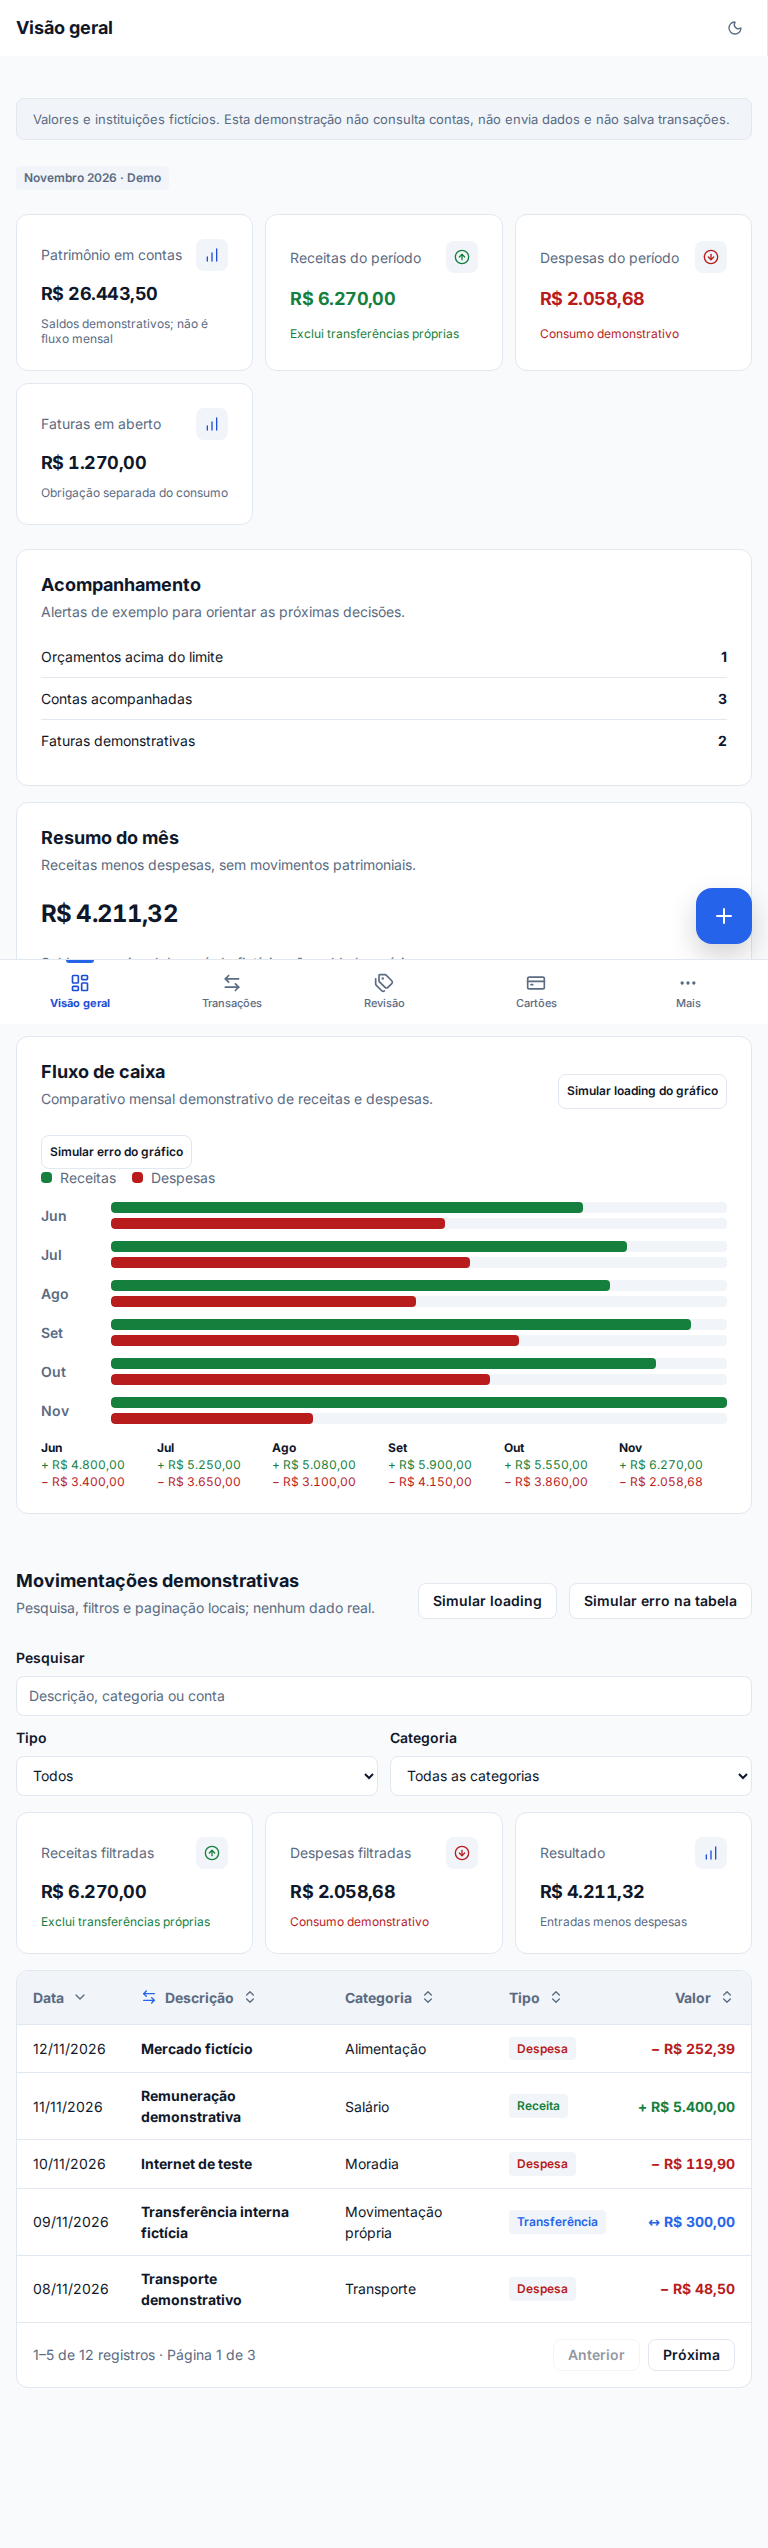 Visão geral
Valores e instituições fictícios. Esta demonstração não consulta contas, não envia dados e não salva transações.
Novembro 2026 · Demo
Patrimônio em contas
R$ 26.443,50
Saldos demonstrativos; não é
fluxo mensal
Receitas do período
R$ 6.270,00
Exclui transferências próprias
Despesas do período
R$ 2.058,68
Consumo demonstrativo
Faturas em aberto
R$ 1.270,00
Obrigação separada do consumo
Acompanhamento
Alertas de exemplo para orientar as próximas decisões.
Orçamentos acima do limite 1
Contas acompanhadas 3
Faturas demonstrativas 2
Resumo do mês
Receitas menos despesas, sem movimentos patrimoniais.
R$ 4.211,32
Visão geral Transações Revisão Cartões Mais
Fluxo de caixa
Comparativo mensal demonstrativo de receitas e despesas.
Simular loading do gráfico
Simular erro do gráfico
Receitas Despesas
Jun
Jul
Ago
Set
Out
Nov
Jun Jul Ago Set Out Nov
+ R$ 4.800,00 + R$ 5.250,00 + R$ 5.080,00 + R$ 5.900,00 + R$ 5.550,00 + R$ 6.270,00
− R$ 3.400,00 − R$ 3.650,00 − R$ 3.100,00 − R$ 4.150,00 − R$ 3.860,00 − R$ 2.058,68
Movimentações demonstrativas
Pesquisa, filtros e paginação locais; nenhum dado real.
Simular loading Simular erro na tabela
Pesquisar
Descrição, categoria ou conta
Tipo Categoria
Todos Todas as categorias
Receitas filtradas
R$ 6.270,00
Exclui transferências próprias
Despesas filtradas
R$ 2.058,68
Consumo demonstrativo
Resultado
R$ 4.211,32
Entradas menos despesas
Data Descrição Categoria Tipo Valor
12/11/2026 Mercado fictício Alimentação Despesa − R$ 252,39
11/11/2026 Remuneração
demonstrativa Salário Receita + R$ 5.400,00
10/11/2026 Internet de teste Moradia Despesa − R$ 119,90
09/11/2026 Transferência interna
fictícia Movimentação
própria Transferência ↔ R$ 300,00
08/11/2026 Transporte
demonstrativo Transporte Despesa − R$ 48,50
1–5 de 12 registros · Página 1 de 3 Anterior Próxima